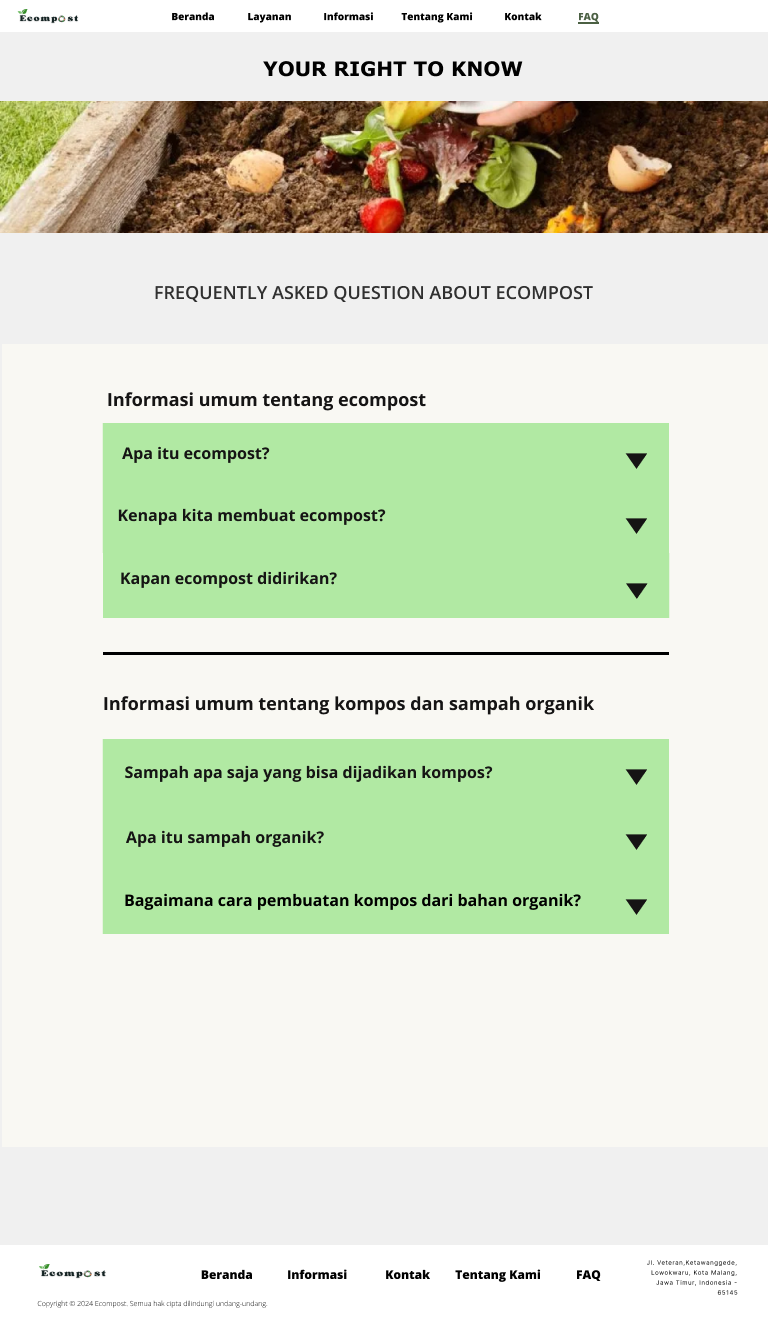 Ecompost
Beranda Layanan Informasi Tentang Kami Kontak FAQ
YOUR RIGHT TO KNOW
FREQUENTLY ASKED QUESTION ABOUT ECOMPOST
Informasi umum tentang ecompost
Apa itu ecompost?
Kenapa kita membuat ecompost?
Kapan ecompost didirikan?
Informasi umum tentang kompos dan sampah organik
Sampah apa saja yang bisa dijadikan kompos?
Apa itu sampah organik?
Bagaimana cara pembuatan kompos dari bahan organik?
Ecompost
Beranda Informasi Kontak Tentang Kami FAQ
Jl. Veteran,Ketawanggede,
Lowokwaru, Kota Malang,
Jawa Timur, Indonesia -
65145
Copyright © 2024 Ecompost. Semua hak cipta dilindungi undang-undang.